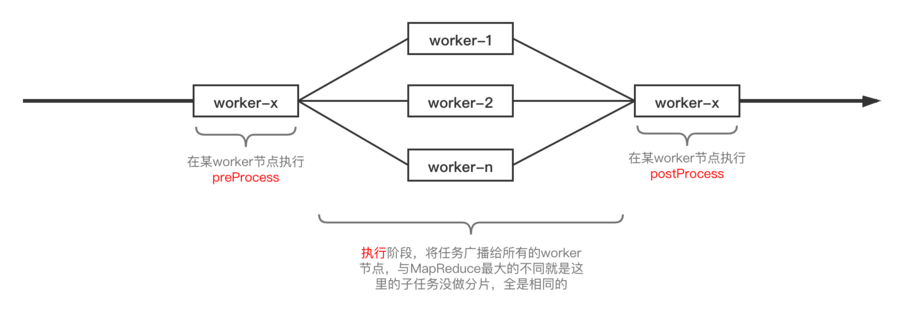 worker-1
worker-x
worker-2
worker-x
worker-n
在某worker节点执行
preProcess
在某worker节点执行
postProcess
执行阶段，将任务广播给所有的worker
节点，与MapReduce最大的不同就是这
里的子任务没做分片，全是相同的